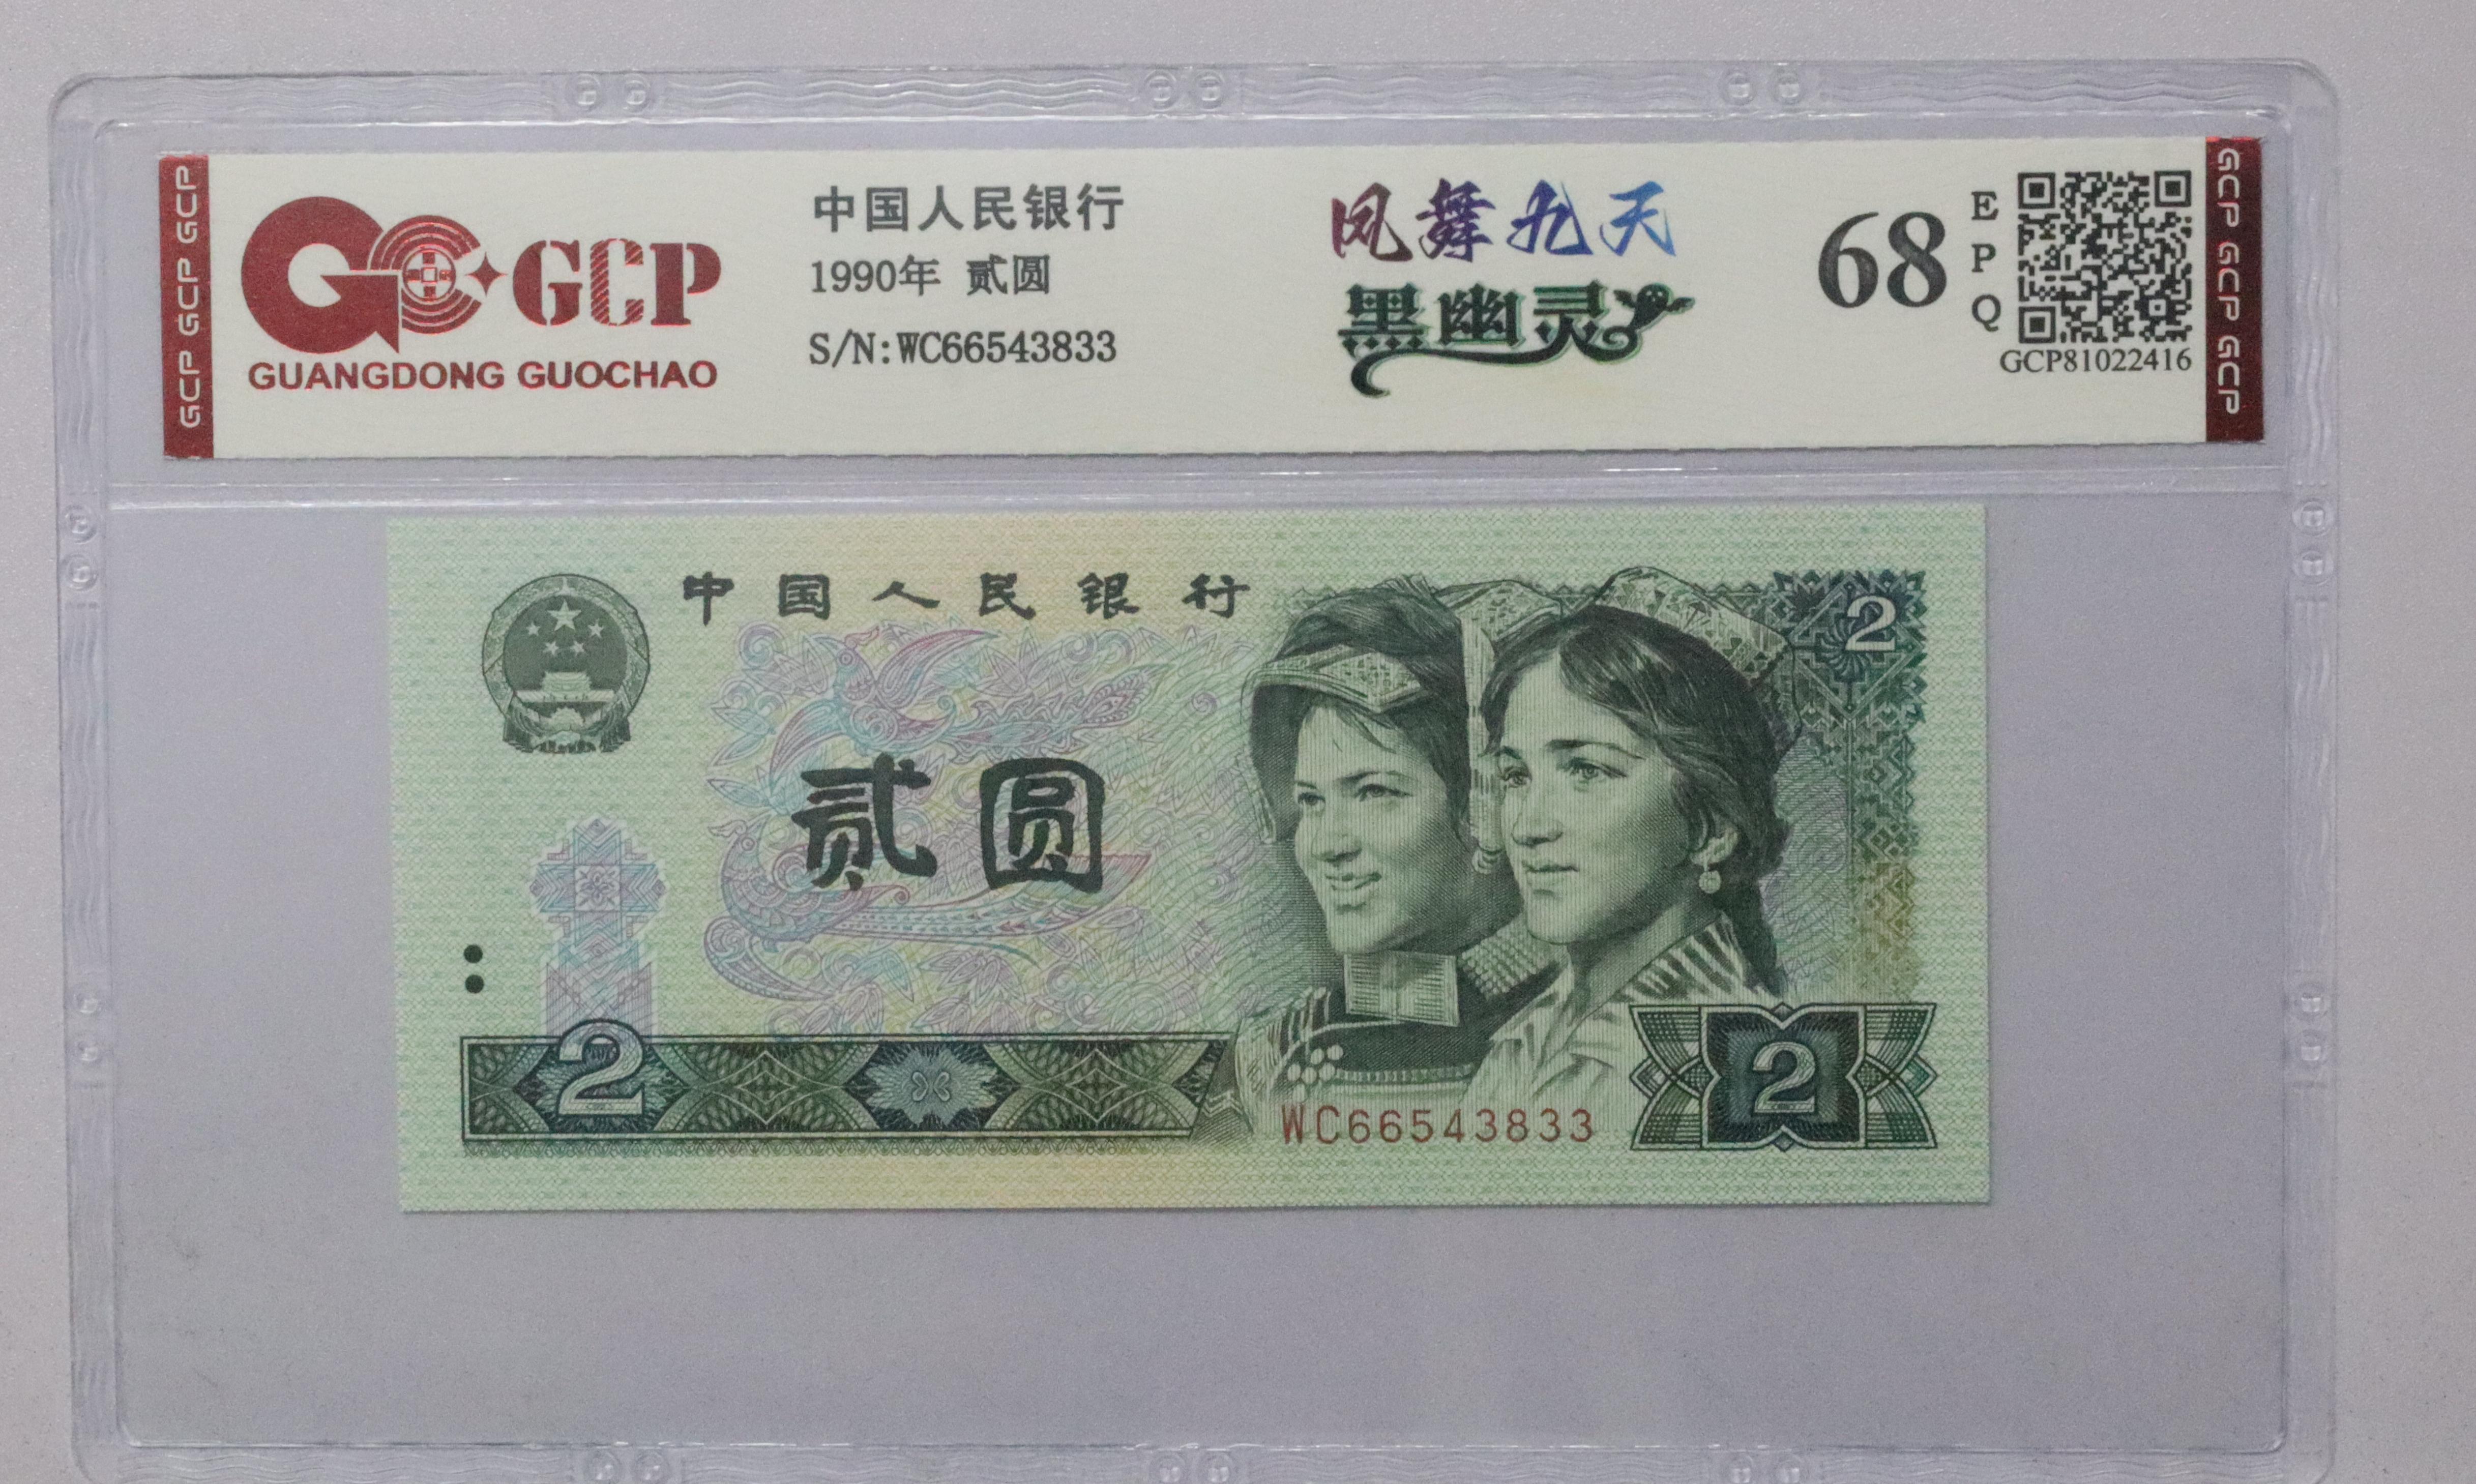 GCP GCP GCP
GCP
GUANGDONG GUOCHAO
中国人民银行
1990年 贰圆
S/N:WC66543833
凤舞九天
黑幽灵
68
E
P
Q
GCP81022416
GCP GCP GCP
中国人民银行
2
贰圆
2
WC66543833
2